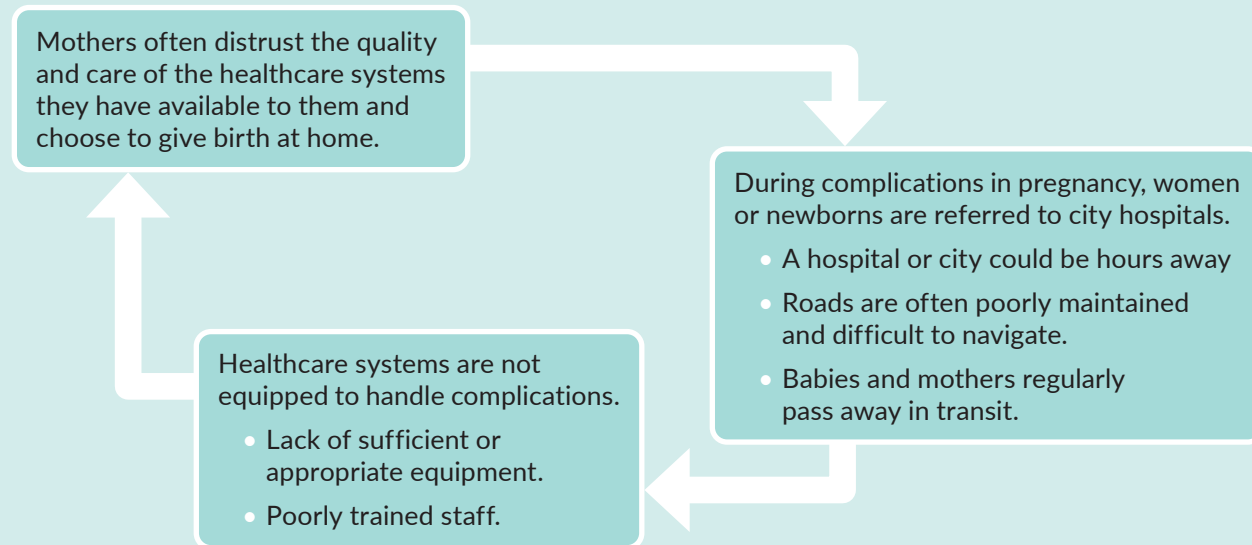 Mothers often distrust the quality
and care of the healthcare systems
they have available to them and
choose to give birth at home.
During complications in pregnancy, women
or newborns are referred to city hospitals.
• A hospital or city could be hours away
• Roads are often poorly maintained
and difficult to navigate.
• Babies and mothers regularly
pass away in transit.
Healthcare systems are not
equipped to handle complications.
• Lack of sufficient or
appropriate equipment.
• Poorly trained staff.